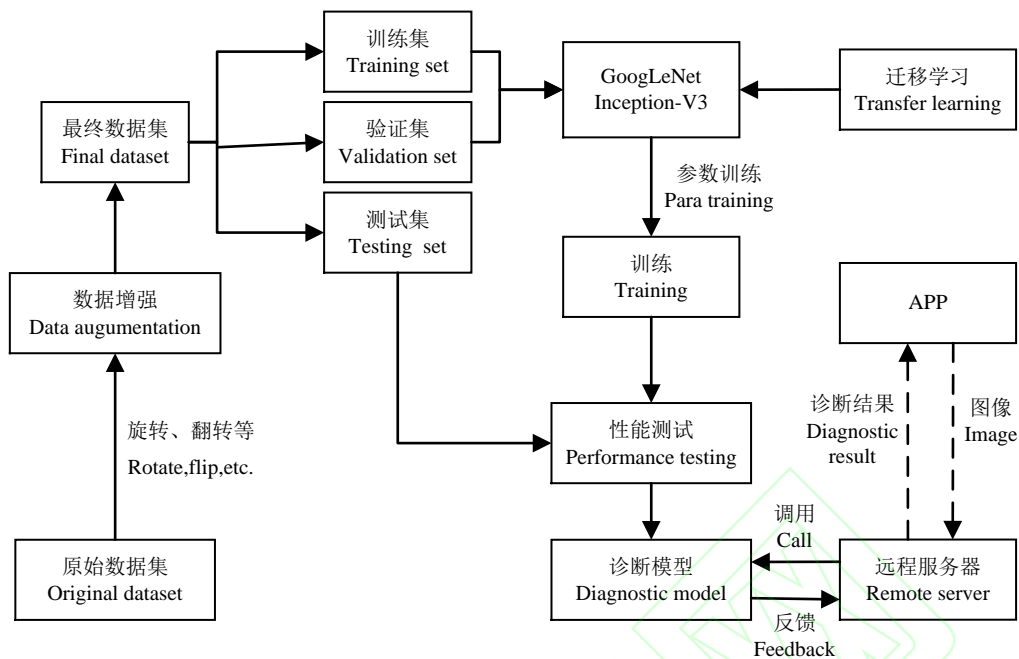 训练集
Training set
验证集
Validation set
测试集
Testing  set
最终数据集
Final dataset
数据增强
Data augumentation
旋转、翻转等
Rotate,flip,etc.
原始数据集
Original dataset
GoogLeNet
Inception-V3
迁移学习
Transfer learning
参数训练
Para training
训练
Training
性能测试
Performance testing
诊断模型
Diagnostic model
APP
诊断结果
Diagnostic
result
图像
Image
调用
Call
远程服务器
Remote server
反馈
Feedback